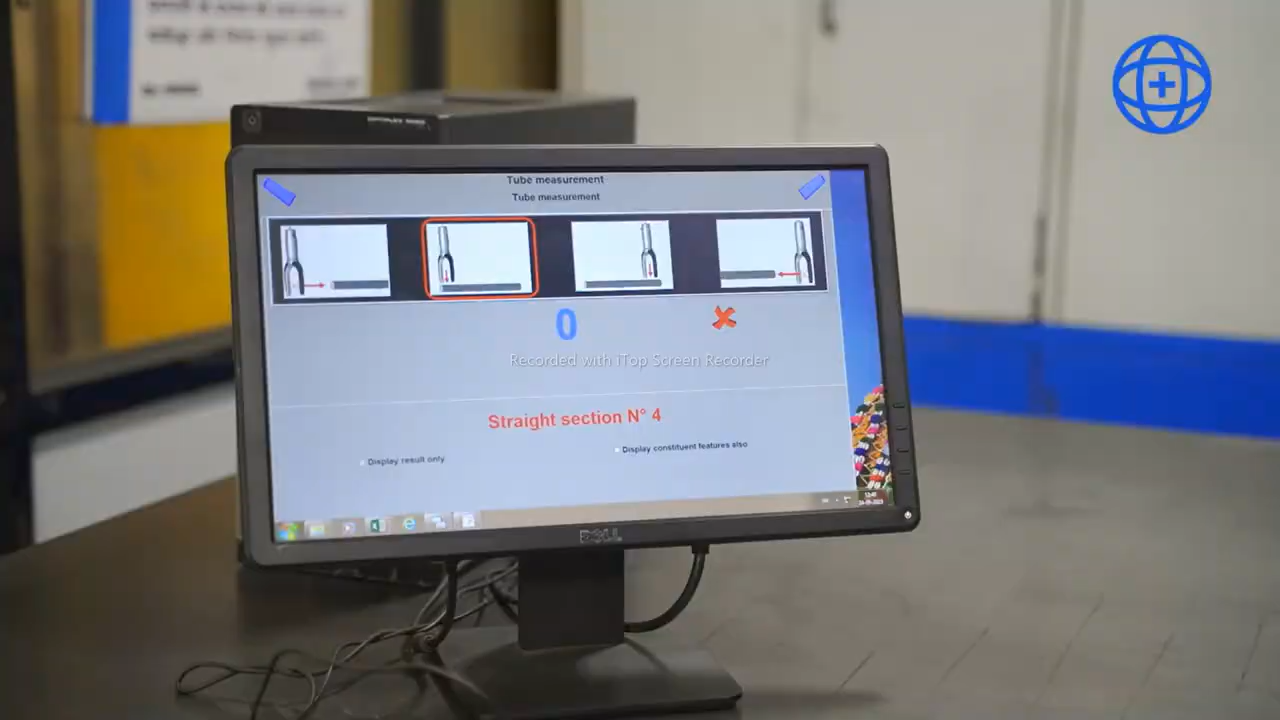 Tube measurement
Tube measurement
0
Recorded with iTop Screen Recorder
Straight section N° 4
Display result only
Display constituent features also
DELL